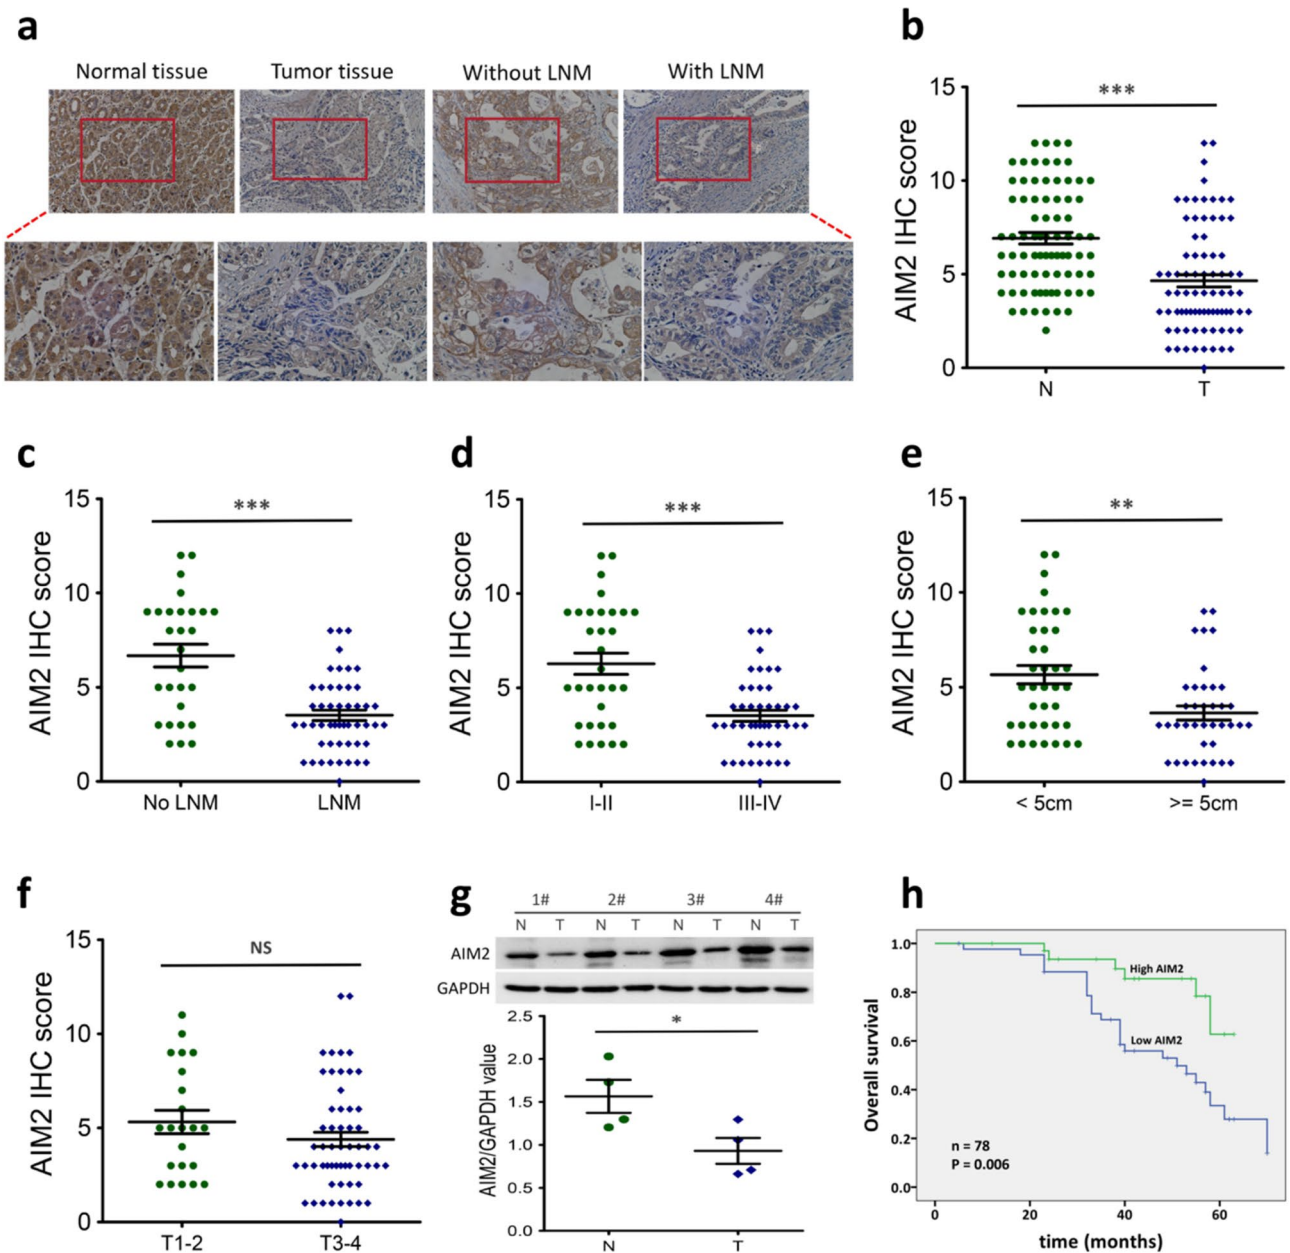 a
Normal tissue
Tumor tissue
Without LNM
With LNM
b
AIM2 IHC score
15
10
5
0
***
N
T
c
AIM2 IHC score
15
10
5
0
***
No LNM
LNM
d
AIM2 IHC score
15
10
5
0
***
I-II
III-IV
e
AIM2 IHC score
15
10
5
0
**
< 5cm
>= 5cm
f
AIM2 IHC score
15
10
5
0
NS
T1-2
T3-4
g
1# 2# 3# 4#
N T N T N T N T
AIM2
GAPDH
AIM2/GAPDH value
2.5
2.0
1.5
1.0
0.5
0.0
*
N
T
h
Overall survival
1.0
0.8
0.6
0.4
0.2
0.0
High AIM2
Low AIM2
n = 78
P = 0.006
0 20 40 60
time (months)